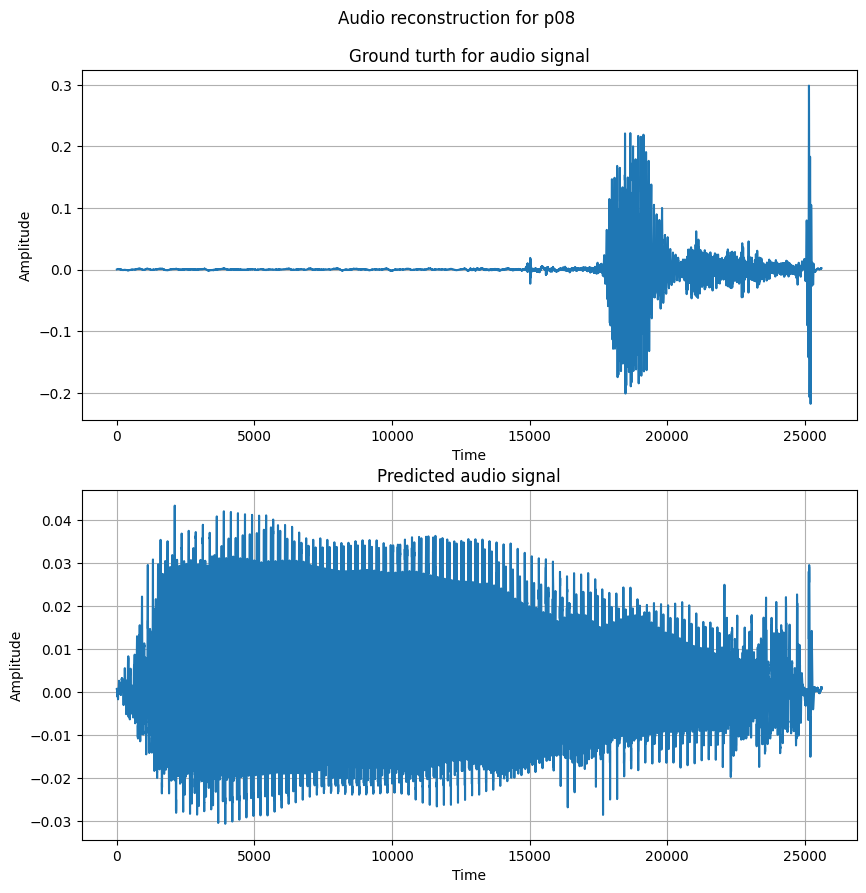 Audio reconstruction for p08
Ground turth for audio signal
0.3
0.2
0.1
0.0
−0.1
−0.2
Amplitude
0 5000 10000 15000 20000 25000
Time
Predicted audio signal
0.04
0.03
0.02
0.01
0.00
−0.01
−0.02
−0.03
Amplitude
0 5000 10000 15000 20000 25000
Time